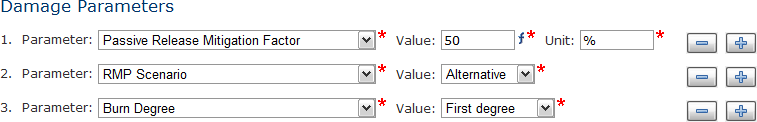 Damage Parameters
1. Parameter: Passive Release Mitigation Factor * Value: 50 f * Unit: % *
2. Parameter: RMP Scenario * Value: Alternative *
3. Parameter: Burn Degree * Value: First degree *